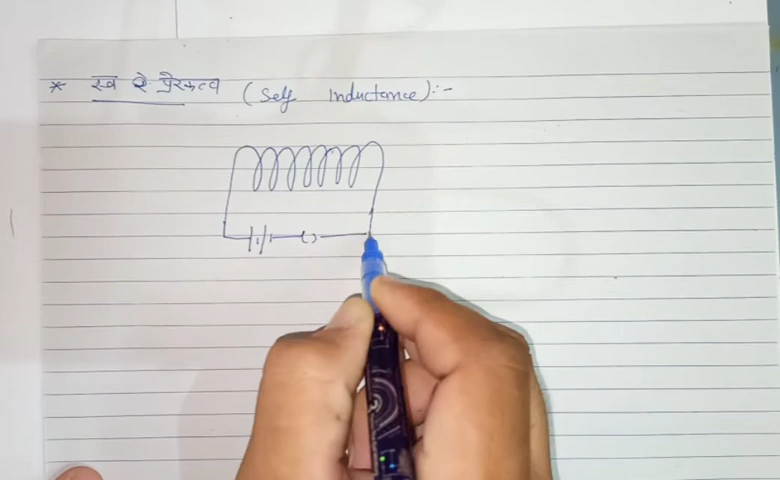 * स्व रे प्रेरकत्व (Self Inductance):-